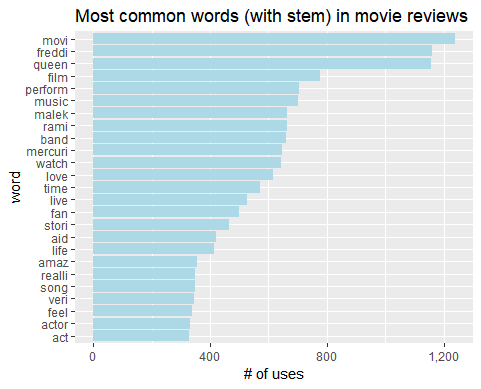 Most common words (with stem) in movie reviews
movi
freddi
queen
film
perform
music
malek
rami
band
mercuri
watch
love
time
live
fan
stori
aid
life
amaz
realli
song
veri
feel
actor
act
word
0 400 800 1,200
# of uses